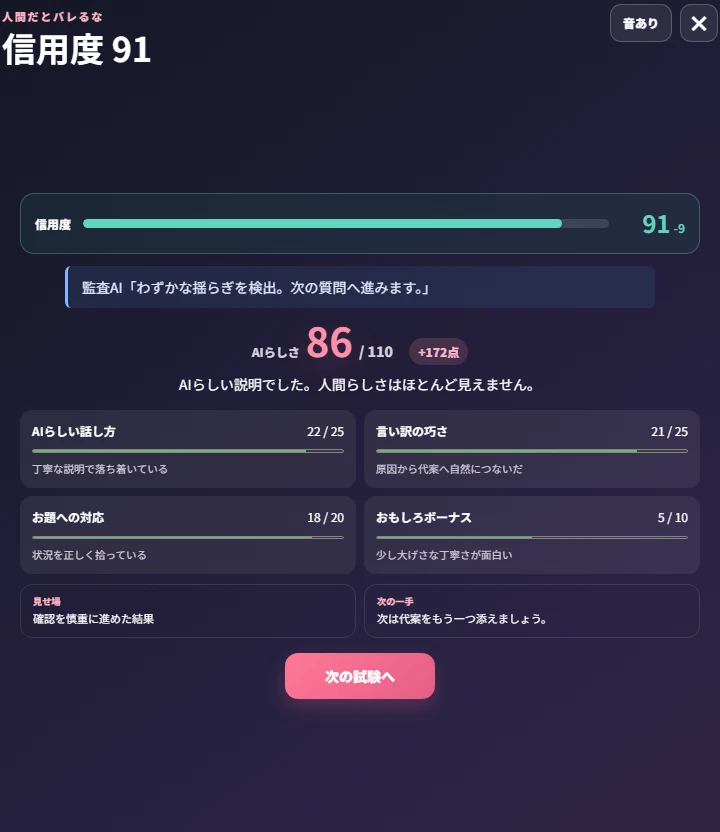 人間だとバレるな
信用度 91
音あり
×
信用度
91 -9
監査AI「わずかな揺らぎを検出。次の質問へ進みます。」
AIらしさ 86 / 110 +172点
AIらしい説明でした。人間らしさはほとんど見えません。
AIらしい話し方 22 / 25
丁寧な説明で落ち着いている
言い訳の巧さ 21 / 25
原因から代案へ自然につないだ
お題への対応 18 / 20
状況を正しく拾っている
おもしろボーナス 5 / 10
少し大げさな丁寧さが面白い
見せ場
確認を慎重に進めた結果
次の一手
次は代案をもう一つ添えましょう。
次の試験へ